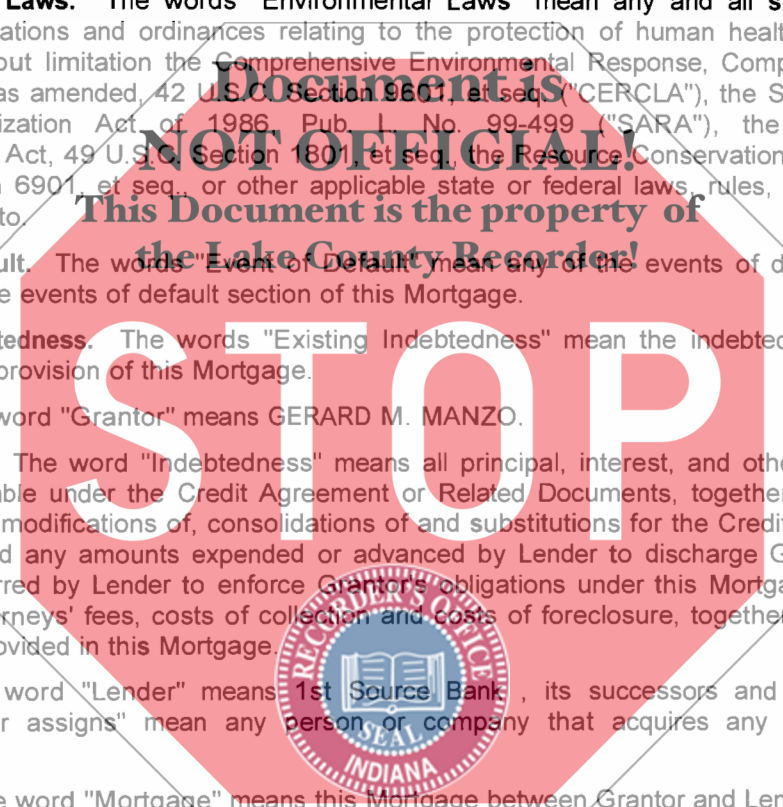 Laws. The words "Environmental Laws" mean any and all s
ations and ordinances relating to the protection of human healt
out limitation the Comprehensive Environmental Response, Comp
as amended, 42 U.S.C. Section 9601, et seq. ("CERCLA"), the S
ization Act of 1986, Pub. L. No. 99-499 ("SARA"), the
Act, 49 U.S.C. Section 1801, et seq., the Resource Conservation
6901, et seq., or other applicable state or federal laws, rules,
to.
Document is
NOT OFFICIAL!
This Document is the property of
the Lake County Recorder!
ult. The words "Event of Default" mean any of the events of d
e events of default section of this Mortgage.
tedness. The words "Existing Indebtedness" mean the indebted
provision of this Mortgage.
word "Grantor" means GERARD M. MANZO.
STOP
The word "Indebtedness" means all principal, interest, and othe
ble under the Credit Agreement or Related Documents, together
modifications of, consolidations of and substitutions for the Credit
d any amounts expended or advanced by Lender to discharge G
rred by Lender to enforce Grantor's obligations under this Mortga
rneys' fees, costs of collection and costs of foreclosure, together
ovided in this Mortgage.
word "Lender" means 1st Source Bank , its successors and
r assigns" mean any person or company that acquires any
RECORDER'S OFFICE
SEAL
INDIANA
e word "Mortgage" means this Mortgage between Grantor and Len